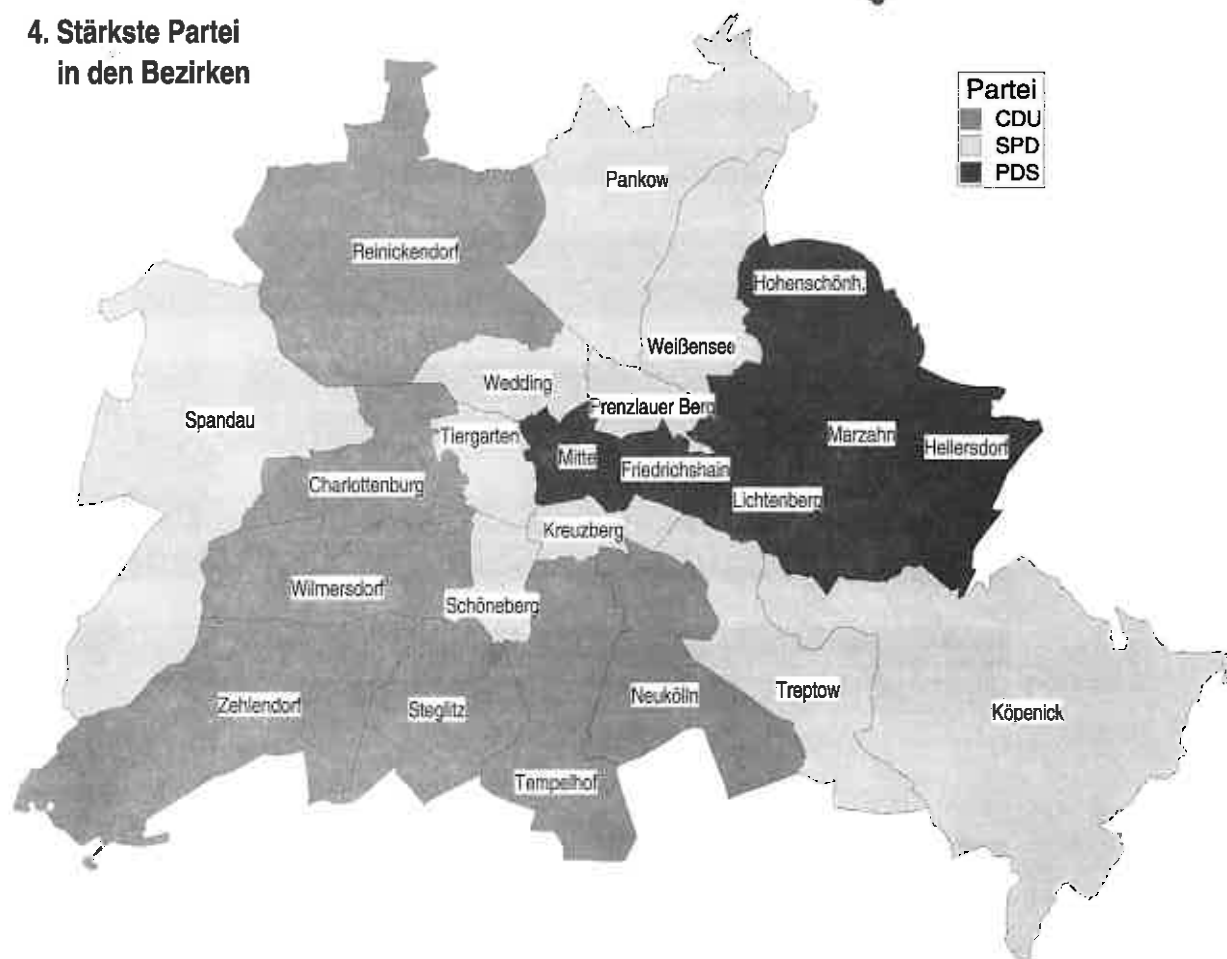 4. Stärkste Partei
in den Bezirken
Partei
CDU
SPD
PDS
Pankow
Reinickendorf
Hohenschönh.
Weißensee
Wedding
Prenzlauer Berg
Spandau
Tiergarten
Marzahn
Hellersdorf
Mitte
Friedrichshain
Charlottenburg
Lichtenberg
Kreuzberg
Wilmersdorf
Schöneberg
Zehlendorf
Steglitz
Neukölln
Treptow
Köpenick
Tempelhof